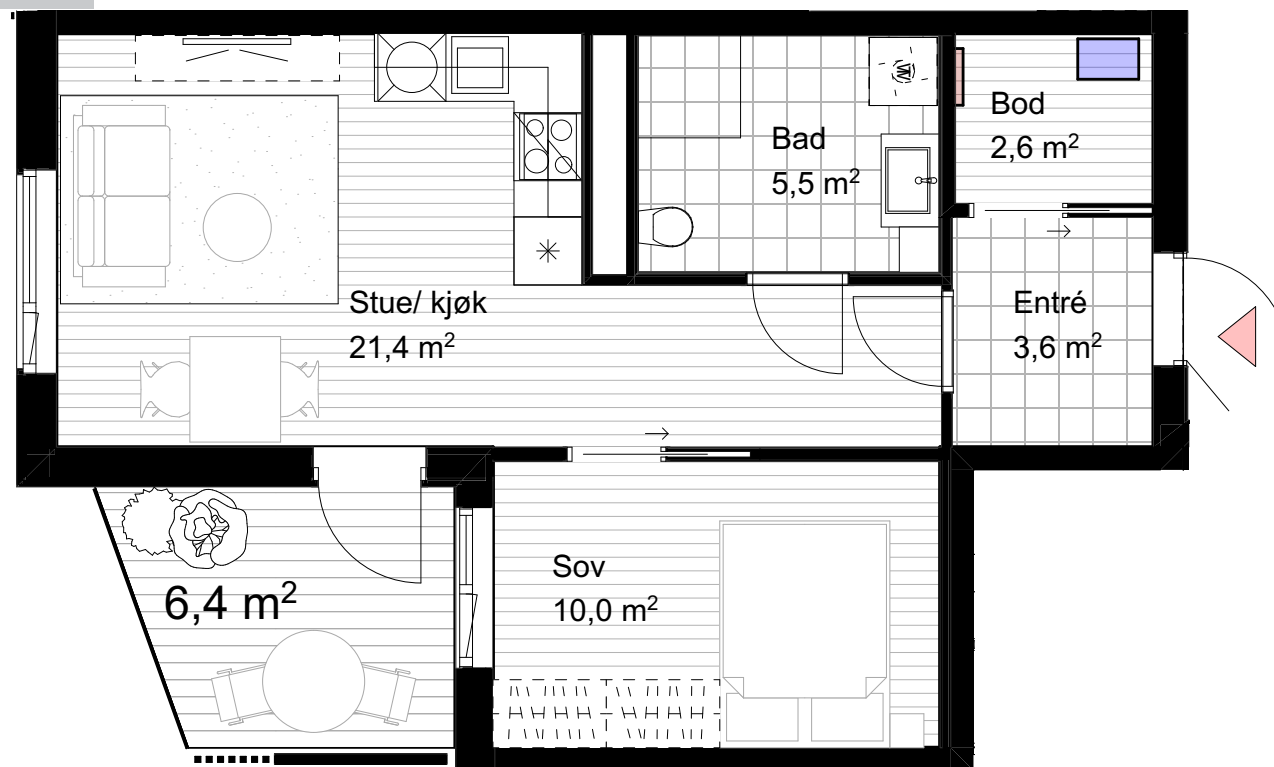 Bod
2,6 m²
Bad
5,5 m²
Stue/ kjøk
21,4 m²
Entré
3,6 m²
Sov
10,0 m²
6,4 m²